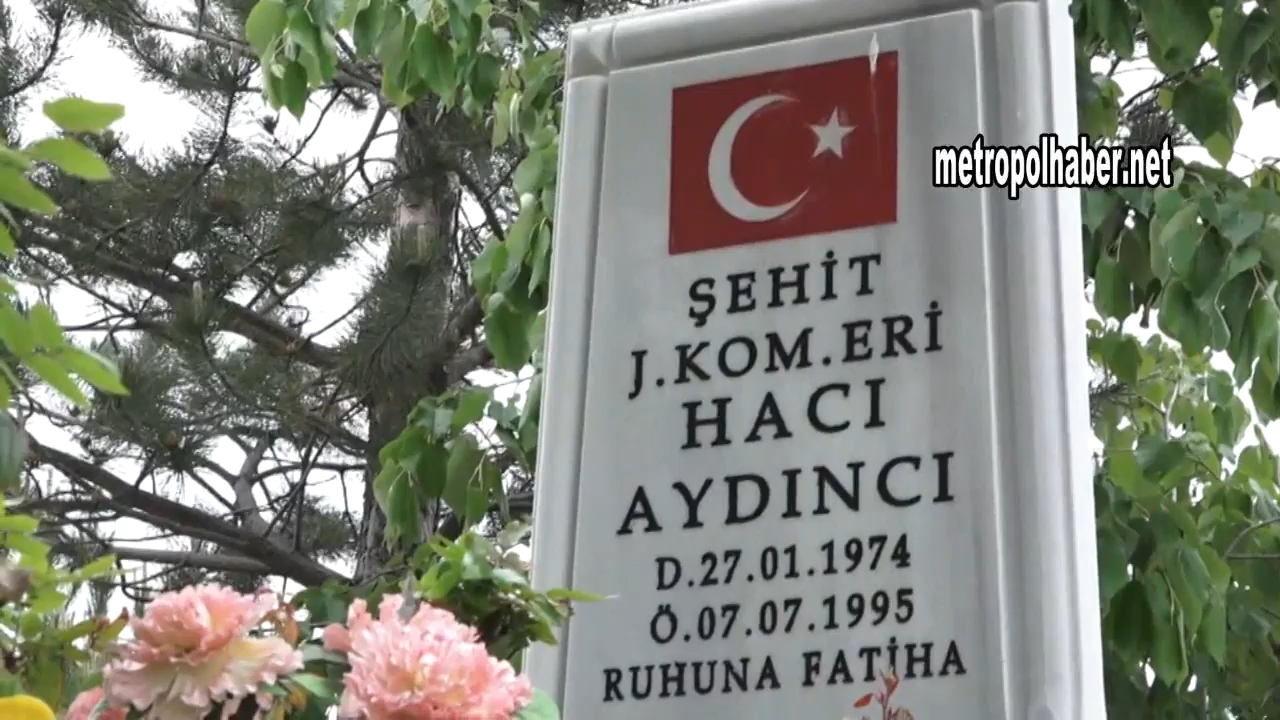 metropolhaber.net
ŞEHİT
J.KOM.ERİ
HACI
AYDINCI
D.27.01.1974
Ö.07.07.1995
RUHUNA FATİHA